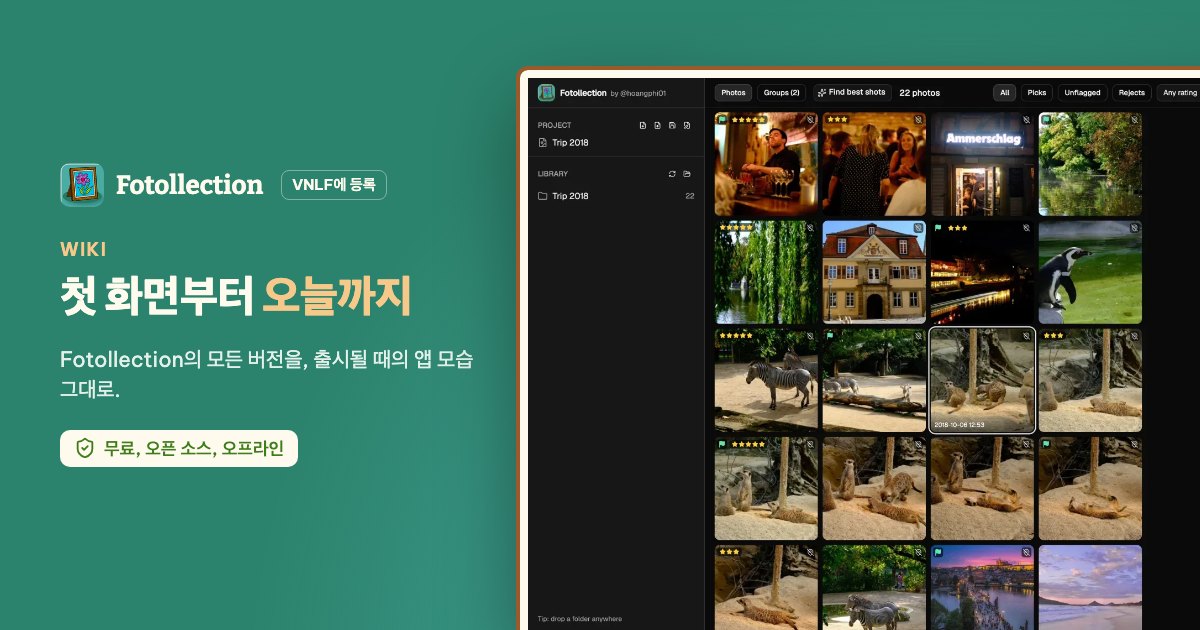 Fotollection
VNLF에 등록
WIKI
첫 화면부터 오늘까지
Fotollection의 모든 버전을, 출시될 때의 앱 모습
그대로.
무료, 오픈 소스, 오프라인
Fotollection by @hoangphi01
PROJECT
Trip 2018
LIBRARY
Trip 2018 22
Tip: drop a folder anywhere
Photos Groups (2) Find best shots 22 photos All Picks Unflagged Rejects Any rating
Ammerschlag
2018-10-06 12:53